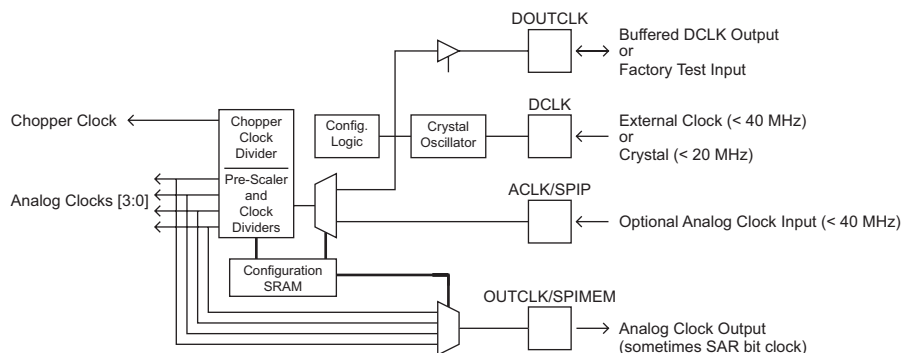 DOUTCLK
Buffered DCLK Output
or
Factory Test Input
DCLK
Chopper Clock
Chopper
Clock
Divider
Config.
Logic
Crystal
Oscillator
External Clock (< 40 MHz)
or
Crystal (< 20 MHz)
Analog Clocks [3:0]
Pre-Scaler
and
Clock
Dividers
ACLK/SPIP
Optional Analog Clock Input (< 40 MHz)
Configuration
SRAM
OUTCLK/SPIMEM
Analog Clock Output
(sometimes SAR bit clock)